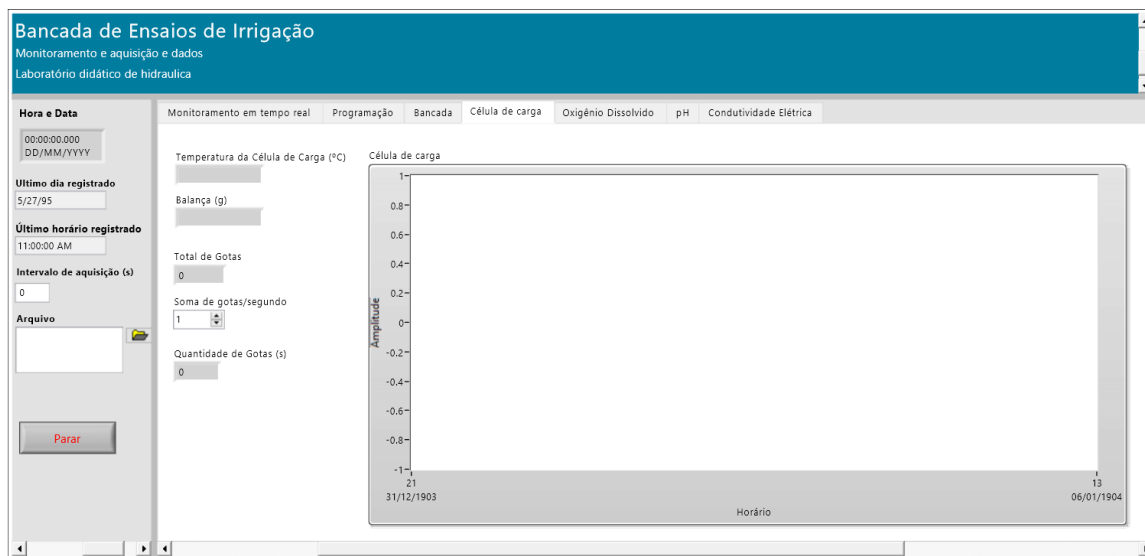 Bancada de Ensaios de Irrigação
Monitoramento e aquisição e dados
Laboratório didático de hidraulica
Hora e Data
00:00:00.000
DD/MM/YYYY
Ultimo dia registrado
5/27/95
Último horário registrado
11:00:00 AM
Intervalo de aquisição (s)
0
Arquivo
Parar
Monitoramento em tempo real Programação Bancada Célula de carga Oxigênio Dissolvido pH Condutividade Elétrica
Temperatura da Célula de Carga (ºC)
Balança (g)
Total de Gotas
0
Soma de gotas/segundo
1
Quantidade de Gotas (s)
0
Célula de carga
Amplitude
1
0.8
0.6
0.4
0.2
0
-0.2
-0.4
-0.6
-0.8
-1
21 13
31/12/1903 06/01/1904
Horário